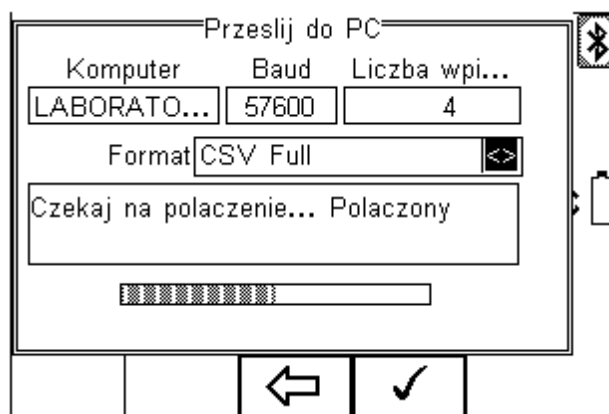 Przeslij do PC
Komputer Baud Liczba wpi...
LABORATO... 57600 4
Format CSV Full <>
Czekaj na polaczenie... Polaczony